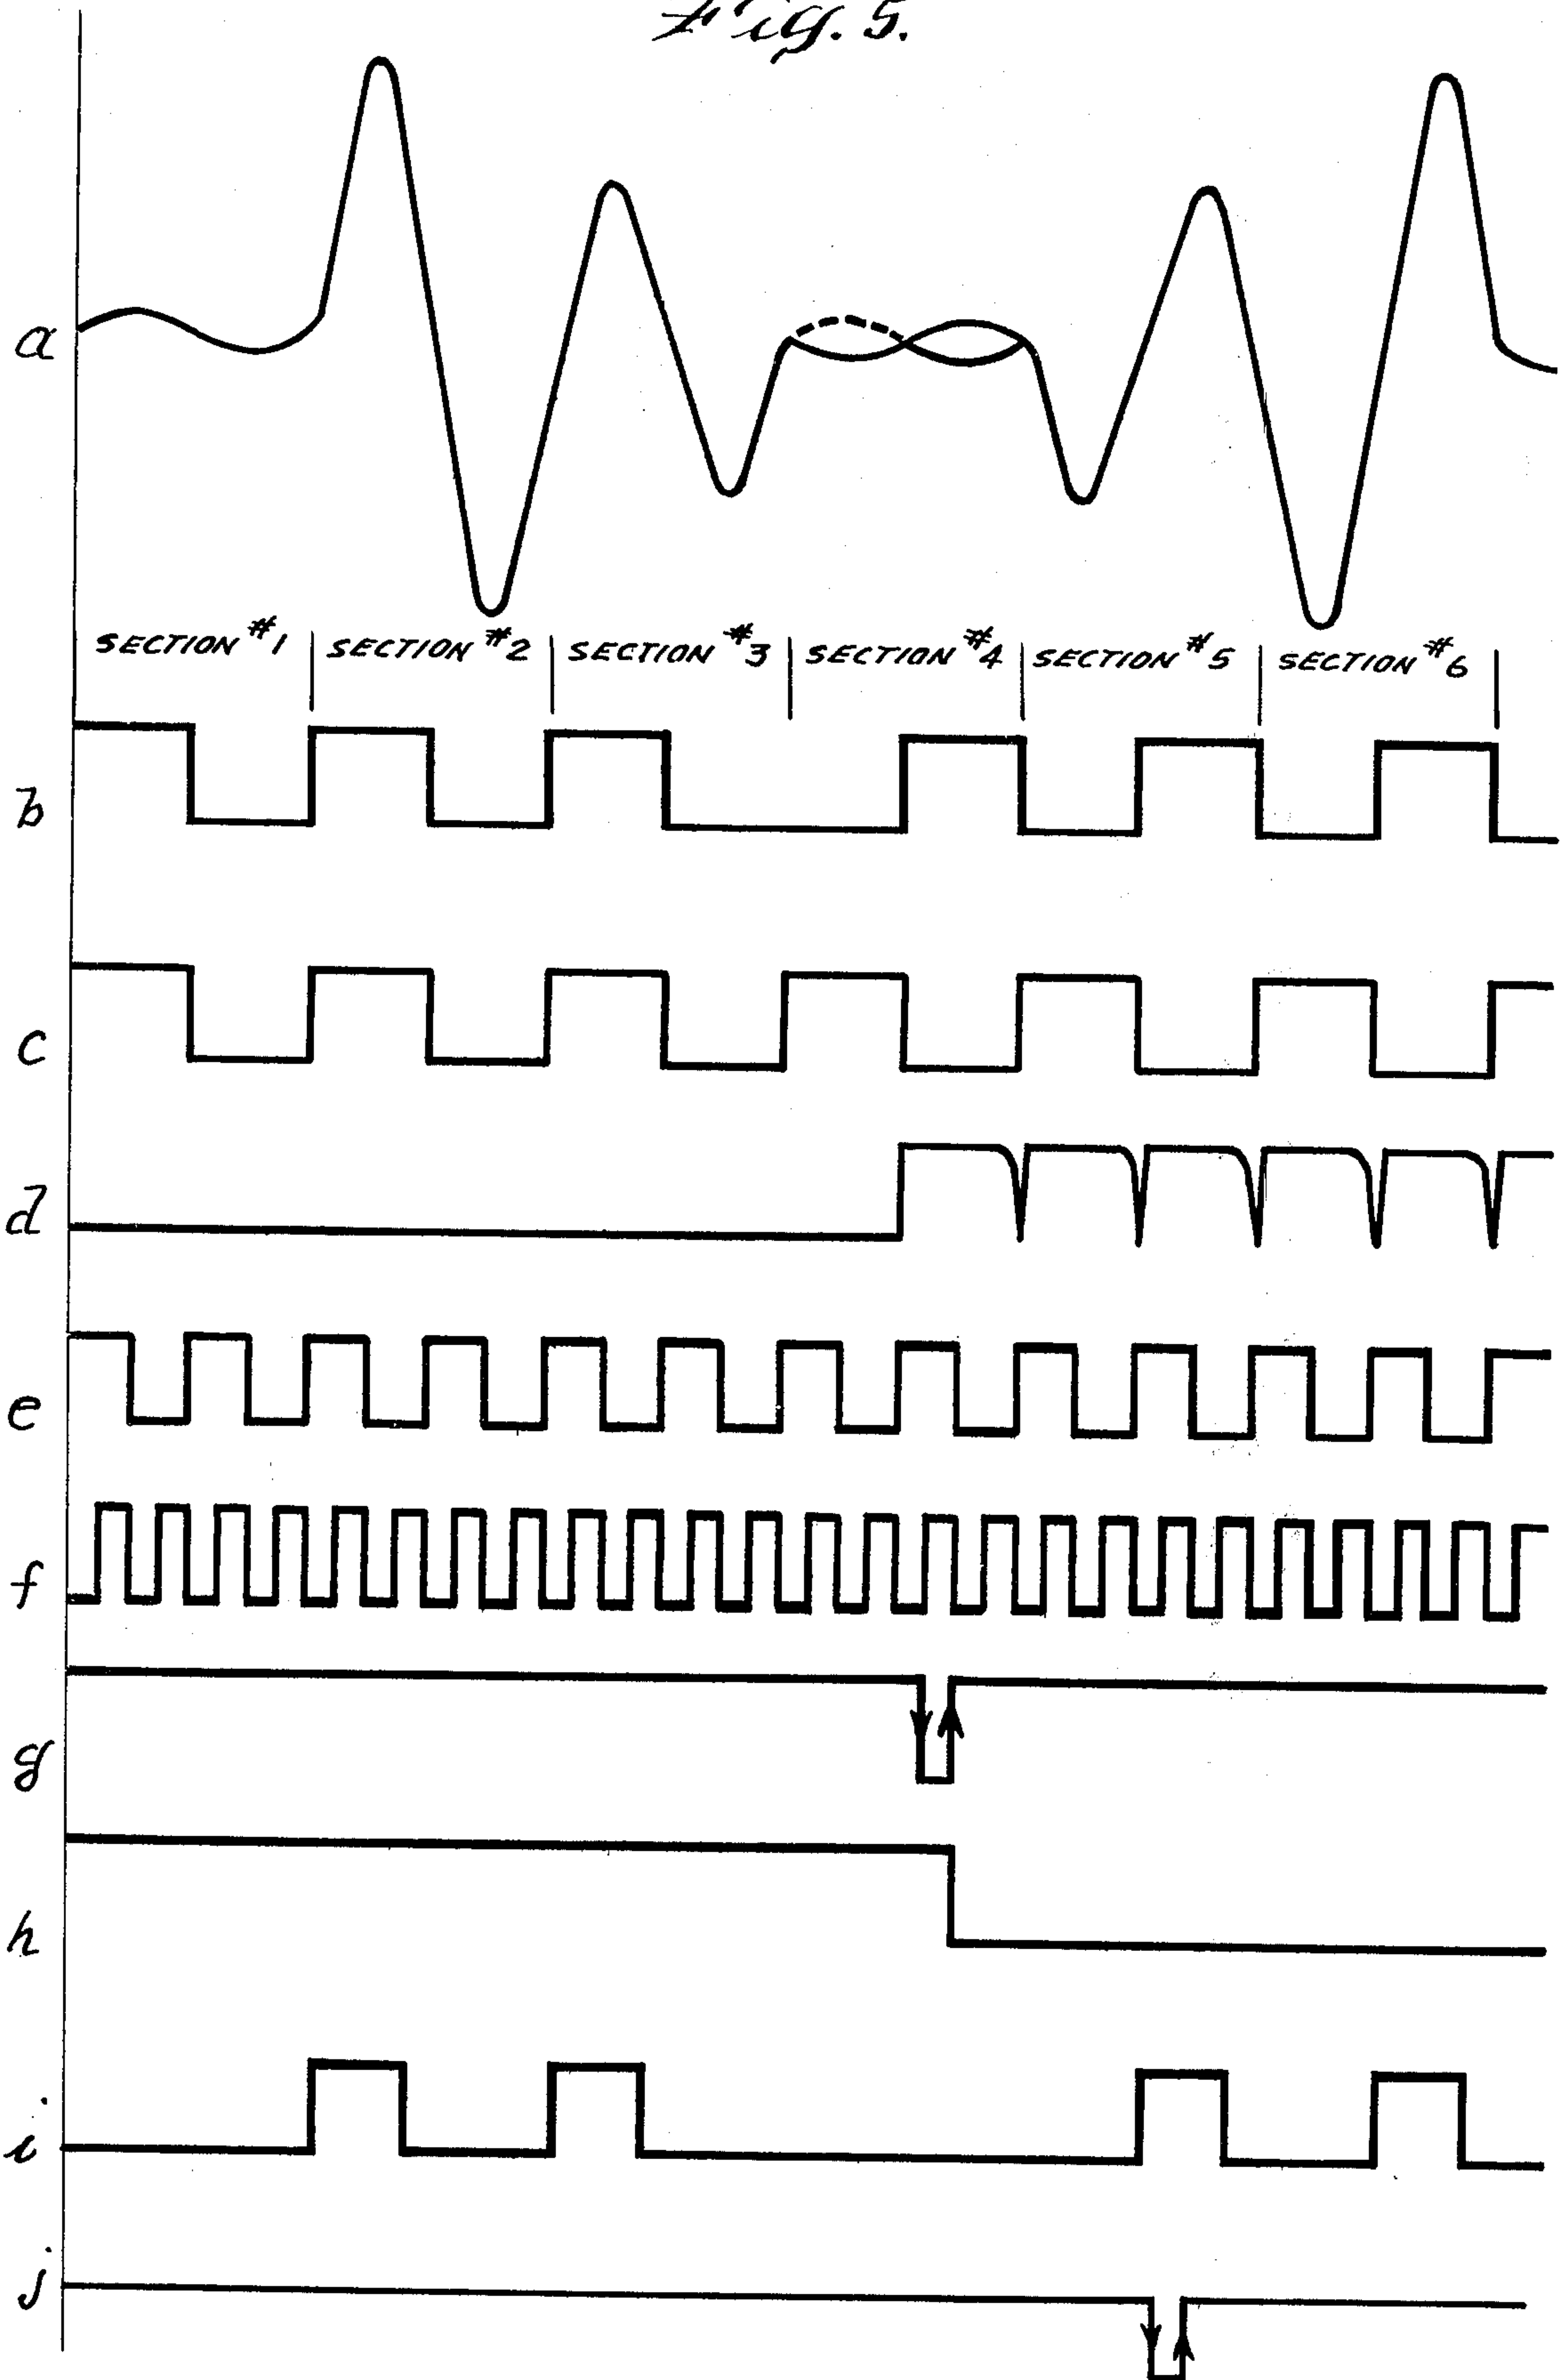 Fig. 5.
a
SECTION #1 SECTION #2 SECTION #3 SECTION #4 SECTION #5 SECTION #6
b
c
d
e
f
g
h
i
j